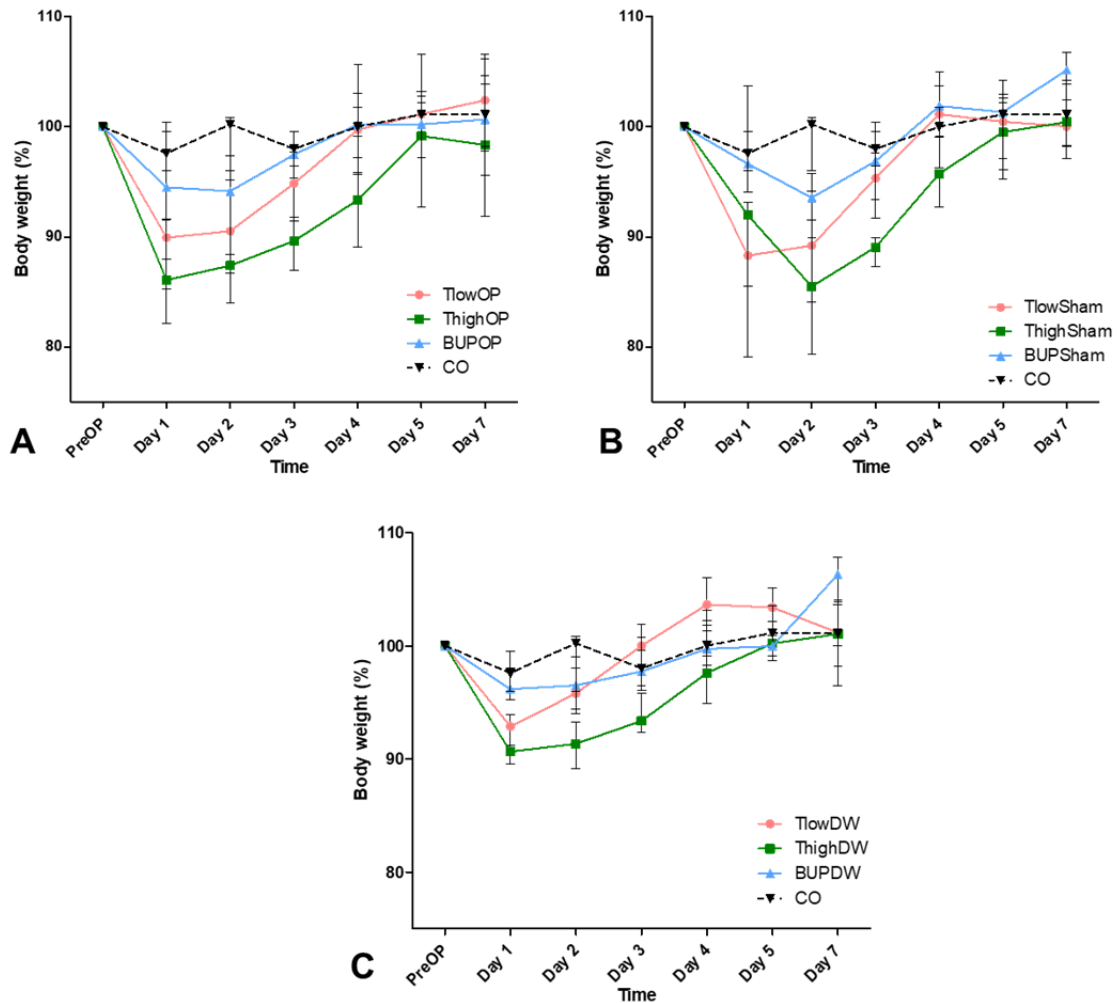 110
100
90
80
Body weight (%)
TlowOP
ThighOP
BUPOP
CO
PreOP
Day 1
Day 2
Day 3
Day 4
Day 5
Day 7
Time
A
110
100
90
80
Body weight (%)
TlowSham
ThighSham
BUPSham
CO
PreOP
Day 1
Day 2
Day 3
Day 4
Day 5
Day 7
Time
B
110
100
90
80
Body weight (%)
TlowDW
ThighDW
BUPDW
CO
PreOP
Day 1
Day 2
Day 3
Day 4
Day 5
Day 7
Time
C